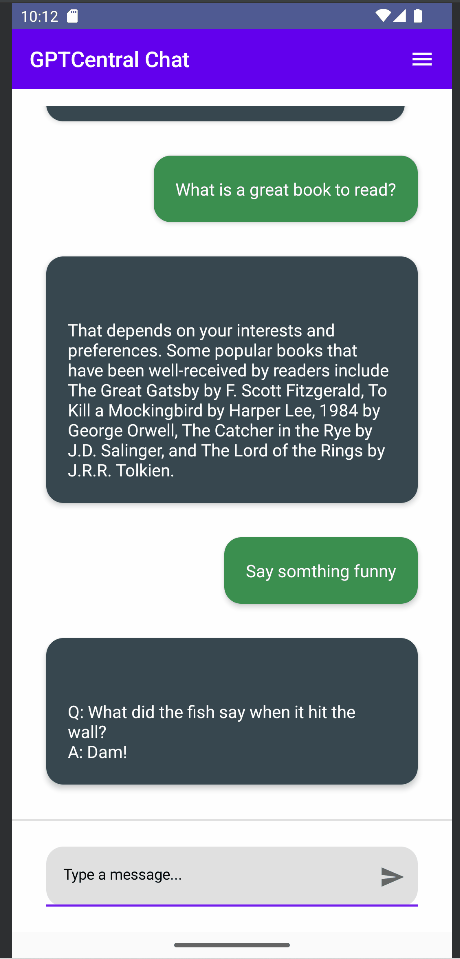 10:12
GPTCentral Chat
What is a great book to read?
That depends on your interests and
preferences. Some popular books that
have been well-received by readers include
The Great Gatsby by F. Scott Fitzgerald, To
Kill a Mockingbird by Harper Lee, 1984 by
George Orwell, The Catcher in the Rye by
J.D. Salinger, and The Lord of the Rings by
J.R.R. Tolkien.
Say somthing funny
Q: What did the fish say when it hit the
wall?
A: Dam!
Type a message...